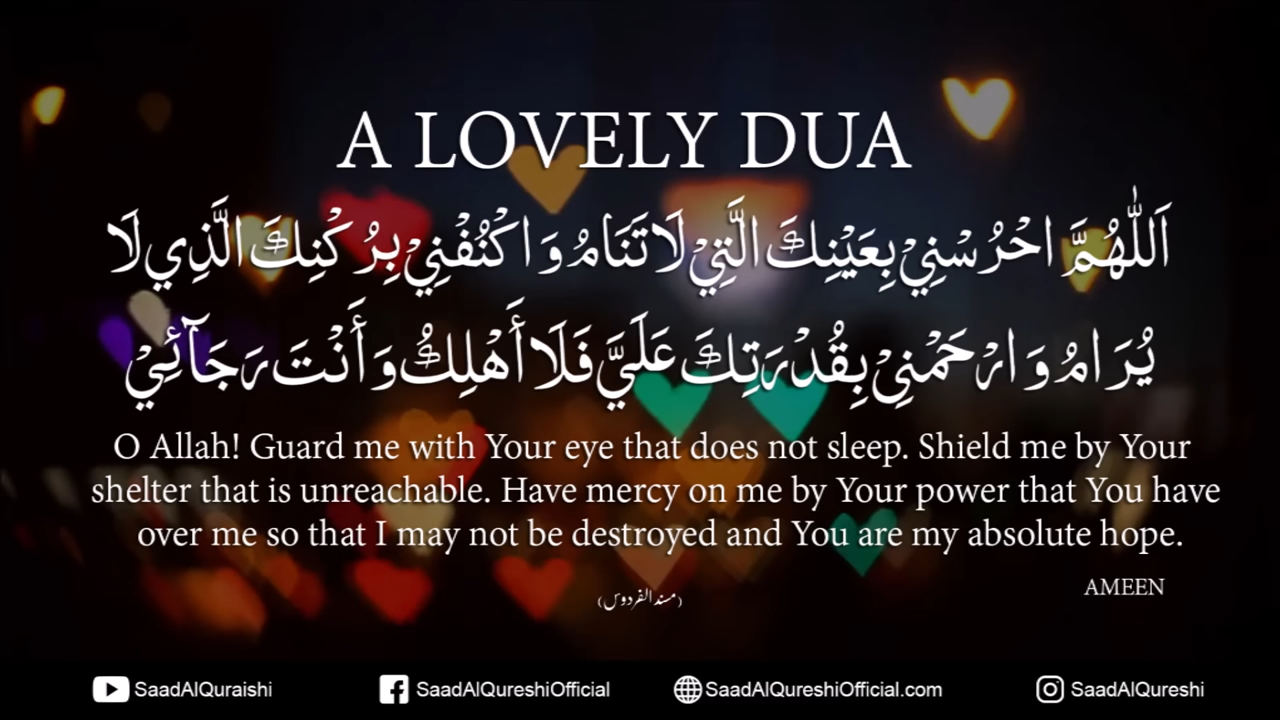 A LOVELY DUA
اَللّٰهُمَّ احْرُسْنِيْ بِعَيْنِكَ الَّتِيْ لَا تَنَامُ وَ اكْنُفْنِيْ بِرُكْنِكَ الَّذِي لَا
يُرَامُ وَ ارْحَمْنِيْ بِقُدْرَتِكَ عَلَيَّ فَلَا أَهْلِكُ وَ أَنْتَ رَجَآئِيْ
O Allah! Guard me with Your eye that does not sleep. Shield me by Your
shelter that is unreachable. Have mercy on me by Your power that You have
over me so that I may not be destroyed and You are my absolute hope.
AMEEN
(مسند الفردوس)
SaadAlQuraishi SaadAlQureshiOfficial SaadAlQureshiOfficial.com SaadAlQureshi